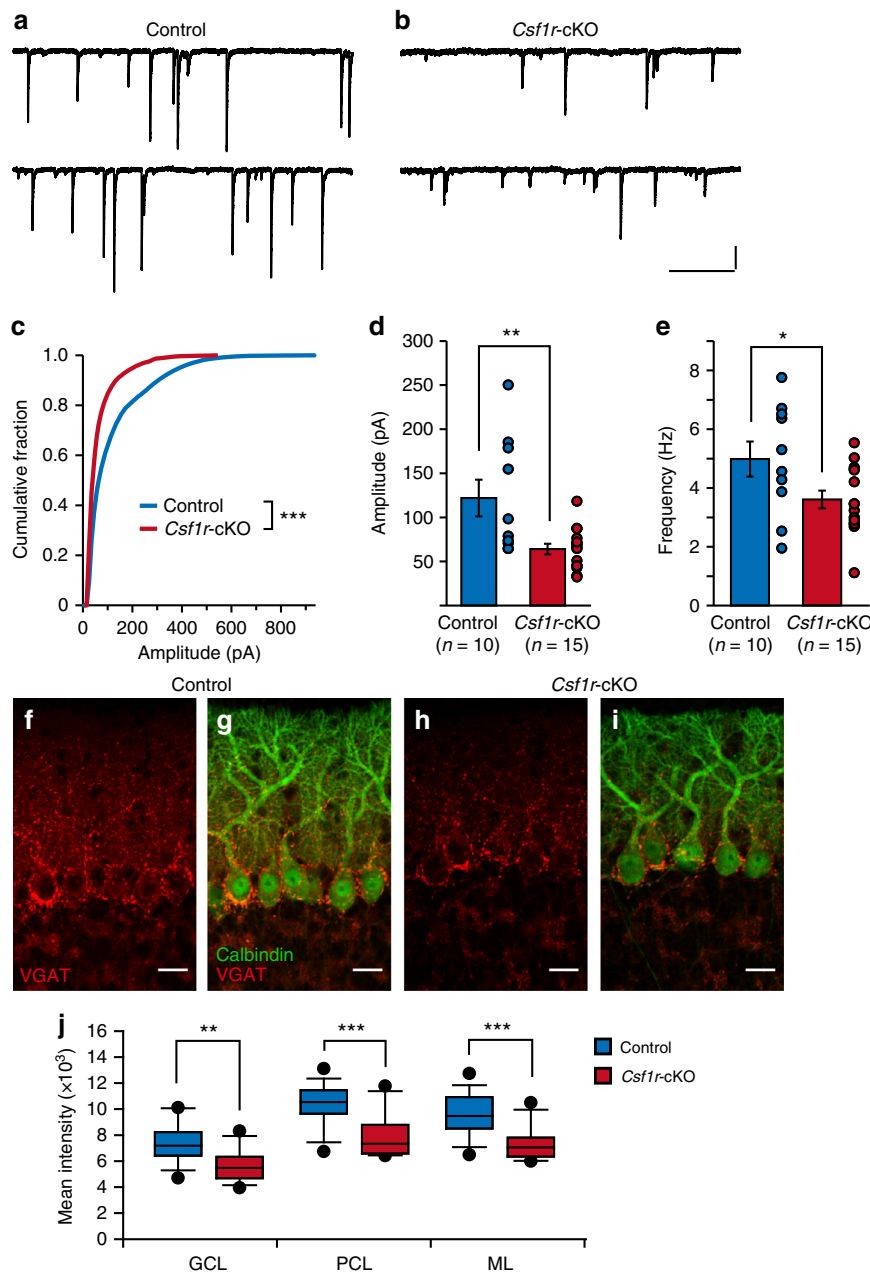 a
Control
b
Csf1r-cKO
c
1.0
0.8
0.6
0.4
0.2
0
Cumulative fraction
Control
Csf1r-cKO
***
0
200
400
600
800
Amplitude (pA)
d
**
300
250
200
150
100
50
Amplitude (pA)
Control
(n = 10)
Csf1r-cKO
(n = 15)
e
*
8
6
4
2
0
Frequency (Hz)
Control
(n = 10)
Csf1r-cKO
(n = 15)
Control
Csf1r-cKO
f
VGAT
g
Calbindin
VGAT
h
i
j
16
14
12
10
8
6
4
2
0
Mean intensity (×10³)
**
***
***
Control
Csf1r-cKO
GCL
PCL
ML